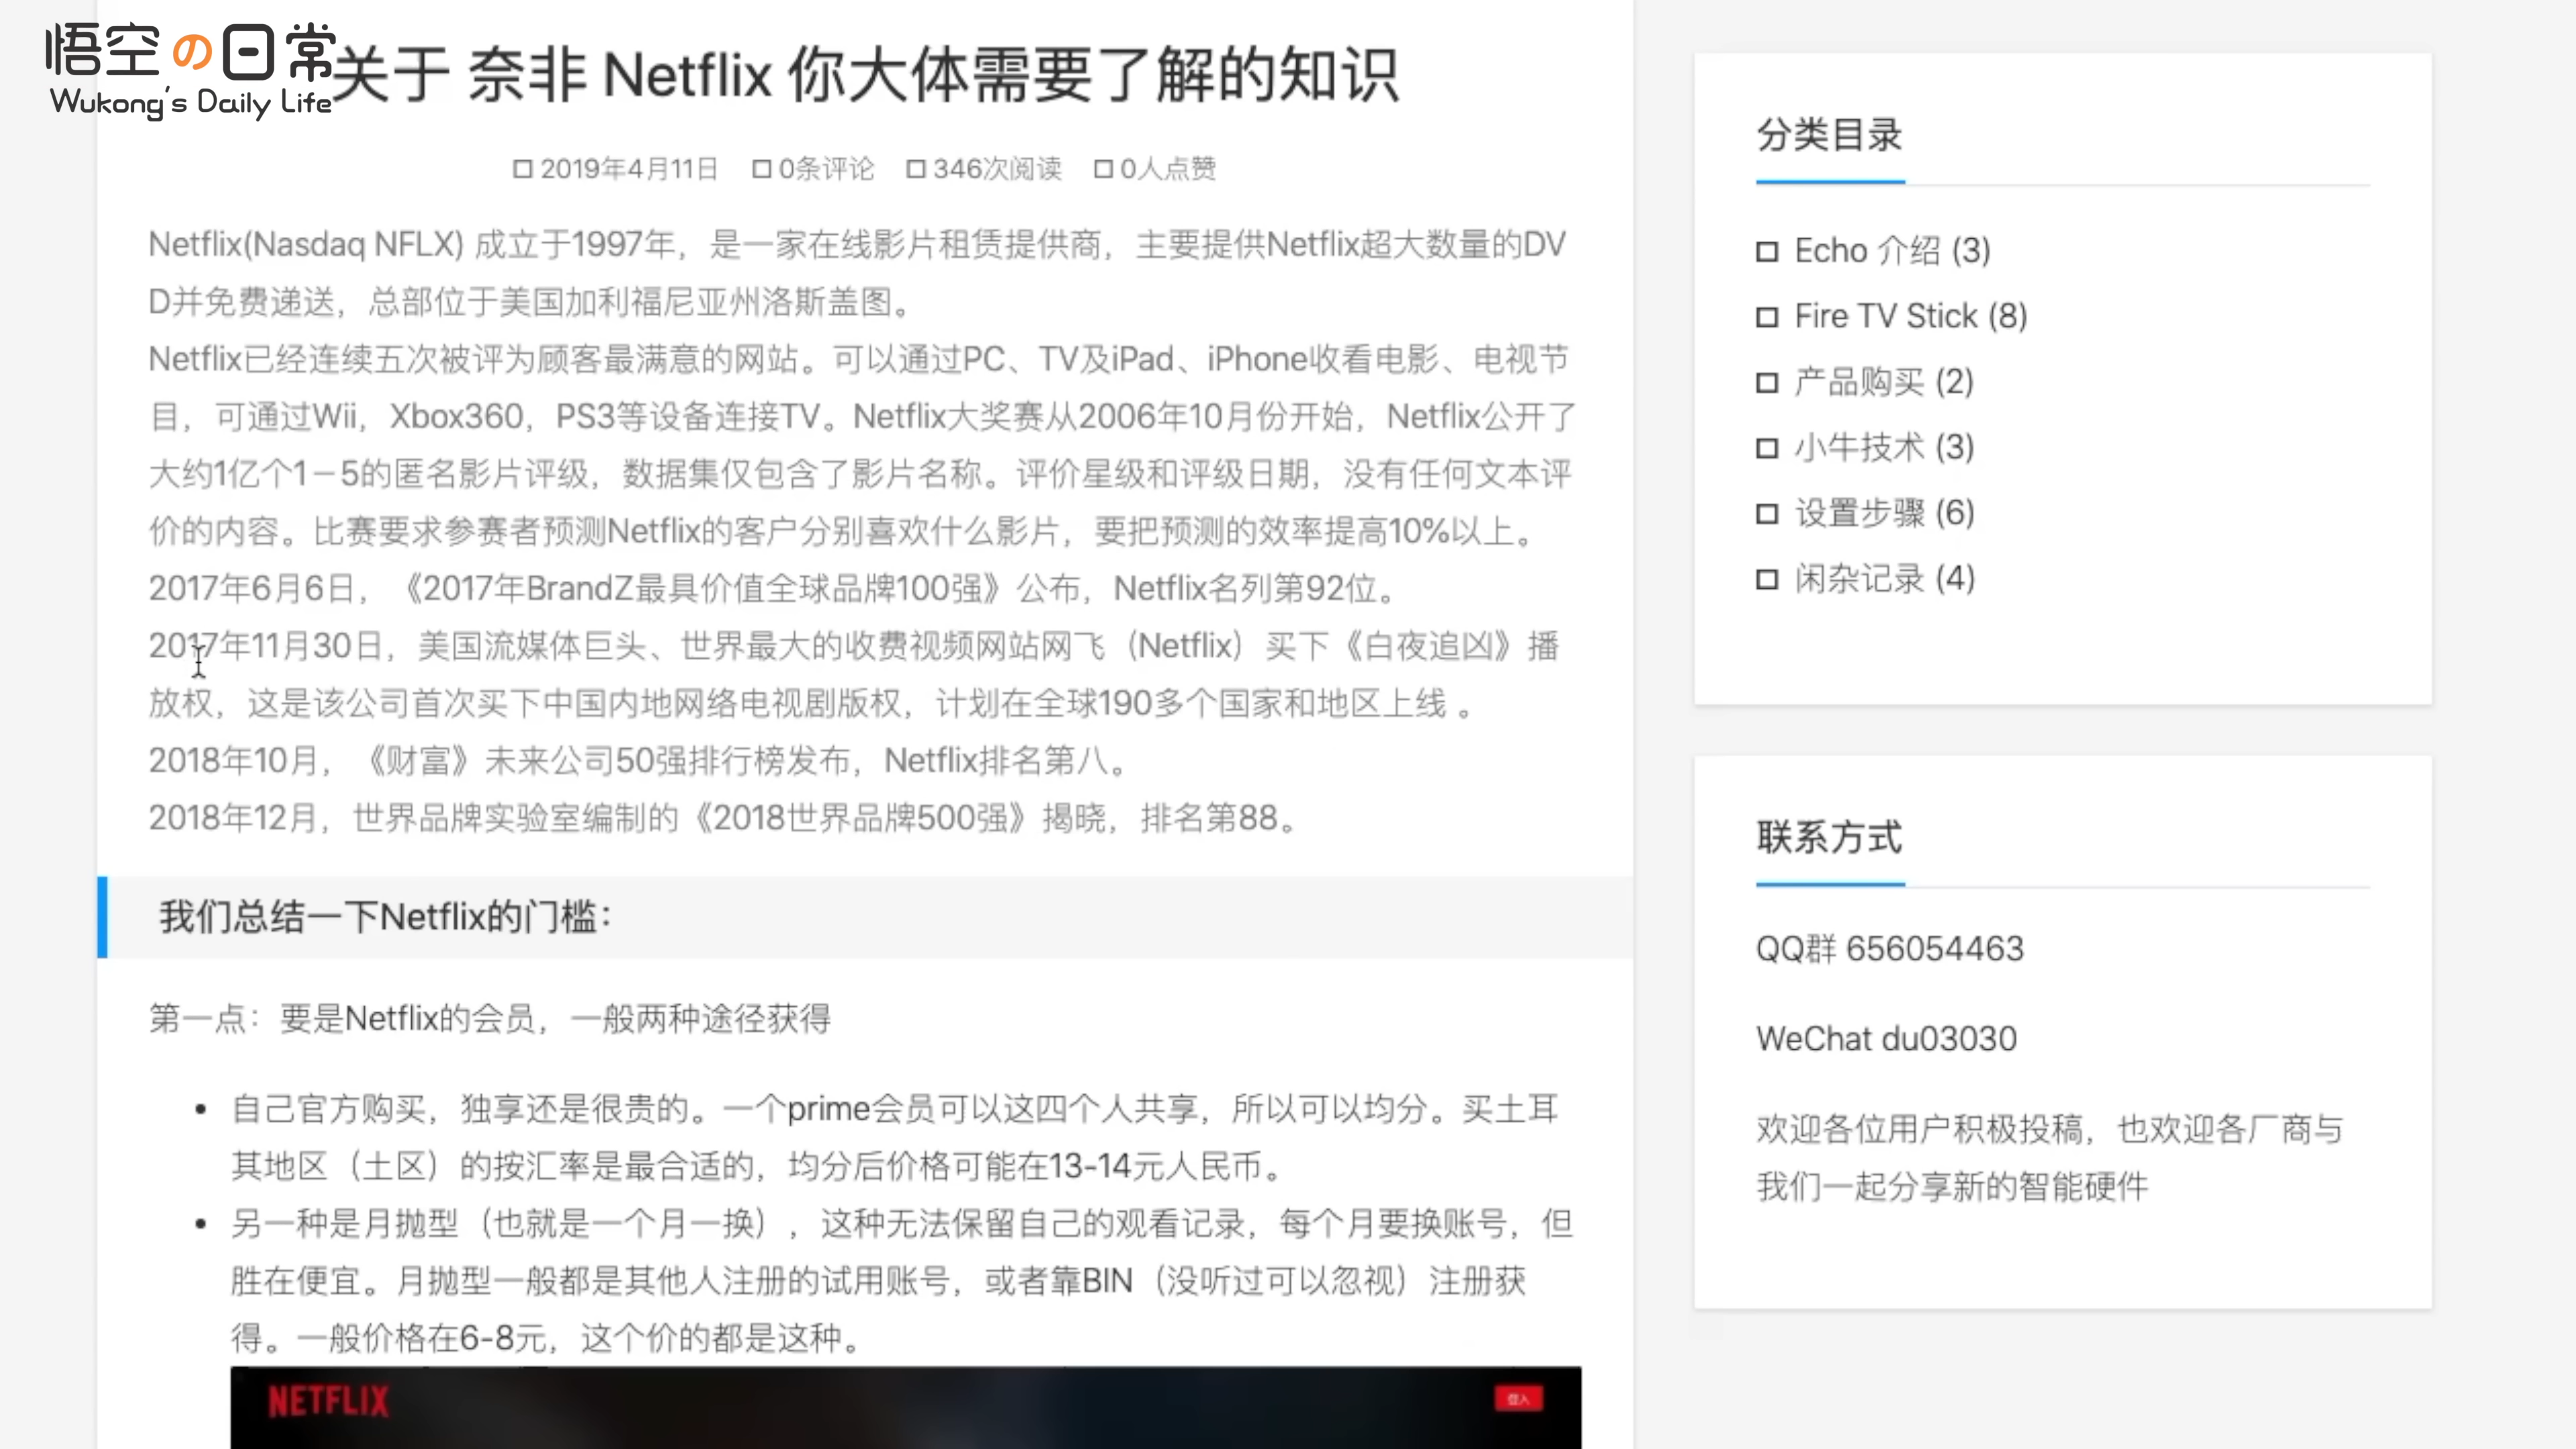 悟空の日常
Wukong's Daily Life
关于 奈非 Netflix 你大体需要了解的知识
2019年4月11日 0条评论 346次阅读 0人点赞
Netflix(Nasdaq NFLX) 成立于1997年，是一家在线影片租赁提供商，主要提供Netflix超大数量的DV
D并免费递送，总部位于美国加利福尼亚州洛斯盖图。
Netflix已经连续五次被评为顾客最满意的网站。可以通过PC、TV及iPad、iPhone收看电影、电视节
目，可通过Wii，Xbox360，PS3等设备连接TV。Netflix大奖赛从2006年10月份开始，Netflix公开了
大约1亿个1－5的匿名影片评级，数据集仅包含了影片名称。评价星级和评级日期，没有任何文本评
价的内容。比赛要求参赛者预测Netflix的客户分别喜欢什么影片，要把预测的效率提高10%以上。
2017年6月6日，《2017年BrandZ最具价值全球品牌100强》公布，Netflix名列第92位。
2017年11月30日，美国流媒体巨头、世界最大的收费视频网站网飞（Netflix）买下《白夜追凶》播
放权，这是该公司首次买下中国内地网络电视剧版权，计划在全球190多个国家和地区上线 。
2018年10月，《财富》未来公司50强排行榜发布，Netflix排名第八。
2018年12月，世界品牌实验室编制的《2018世界品牌500强》揭晓，排名第88。
我们总结一下Netflix的门槛：
第一点：要是Netflix的会员，一般两种途径获得
• 自己官方购买，独享还是很贵的。一个prime会员可以这四个人共享，所以可以均分。买土耳
其地区（土区）的按汇率是最合适的，均分后价格可能在13-14元人民币。
• 另一种是月抛型（也就是一个月一换），这种无法保留自己的观看记录，每个月要换账号，但
胜在便宜。月抛型一般都是其他人注册的试用账号，或者靠BIN（没听过可以忽视）注册获
得。一般价格在6-8元，这个价的都是这种。
NETFLIX
登入
分类目录
Echo 介绍 (3)
Fire TV Stick (8)
产品购买 (2)
小牛技术 (3)
设置步骤 (6)
闲杂记录 (4)
联系方式
QQ群 656054463
WeChat du03030
欢迎各位用户积极投稿，也欢迎各厂商与
我们一起分享新的智能硬件